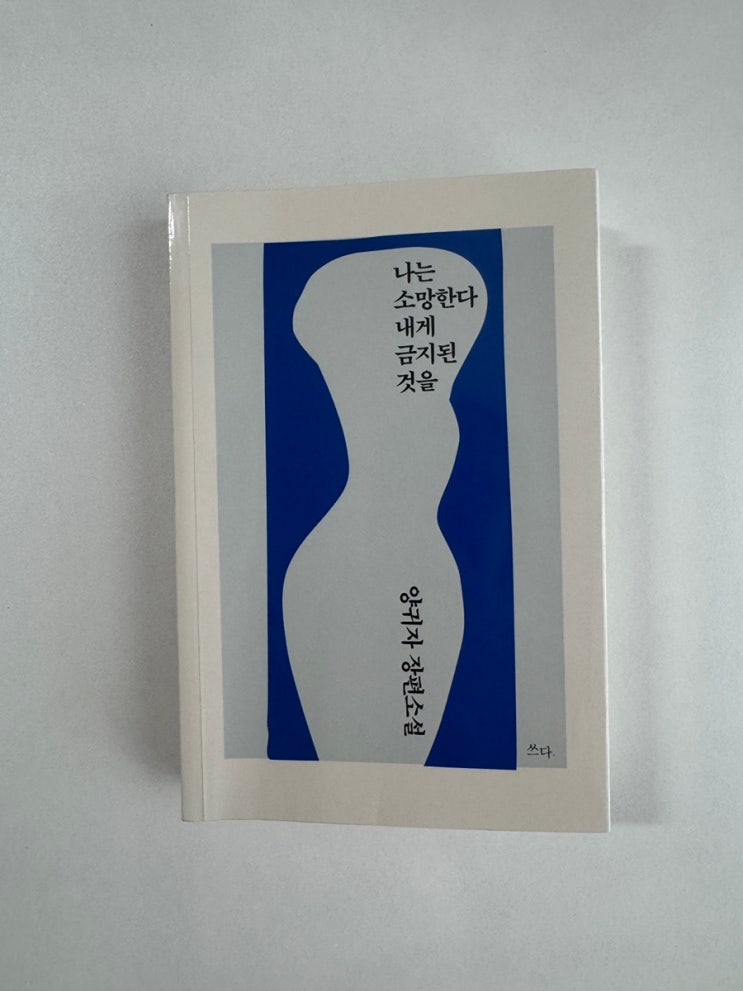 나는
소망한다
내게
금지된
것을
양귀자 장편소설
쓰다.